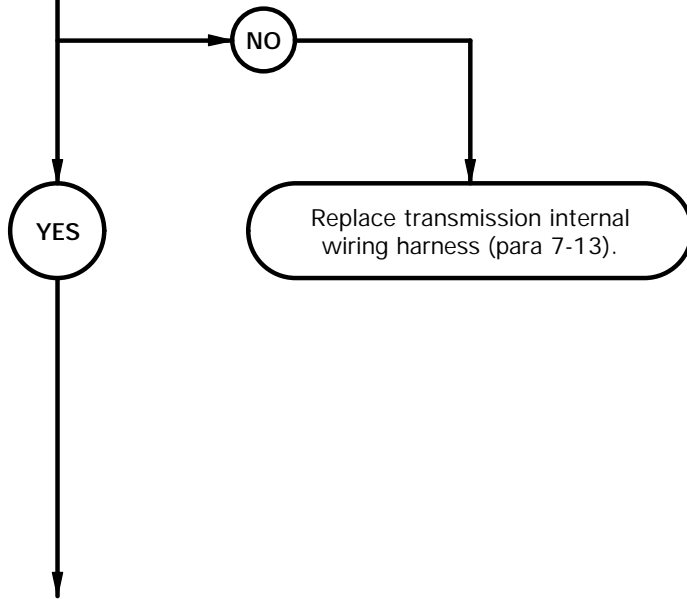 NO
YES
Replace transmission internal
wiring harness (para 7-13).